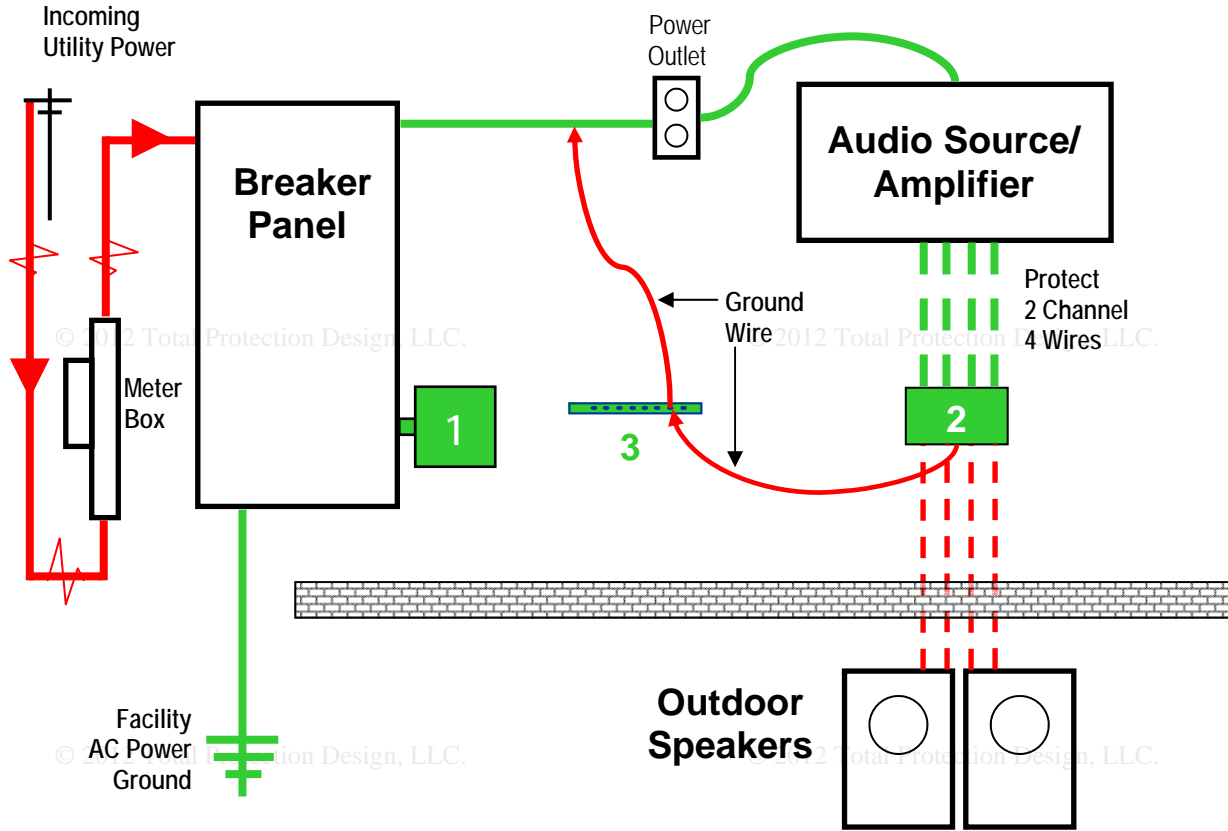 Incoming
Utility Power
Power
Outlet
Audio Source/
Amplifier
Breaker
Panel
Ground
Wire
Protect
2 Channel
4 Wires
© 2012 Total Protection Design, LLC.
© 2012 Total Protection Design, LLC.
Meter
Box
1
3
2
Outdoor
Speakers
Facility
AC Power
Ground
© 2012 Total Protection Design, LLC.
© 2012 Total Protection Design, LLC.